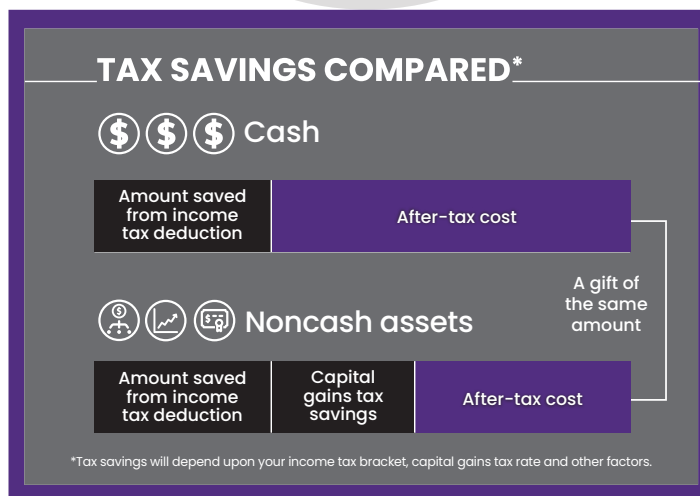 TAX SAVINGS COMPARED*
$ $ $ Cash
Amount saved
from income
tax deduction
After-tax cost
A gift of
the same
amount
$ $ Noncash assets
Amount saved
from income
tax deduction
Capital
gains tax
savings
After-tax cost
*Tax savings will depend upon your income tax bracket, capital gains tax rate and other factors.